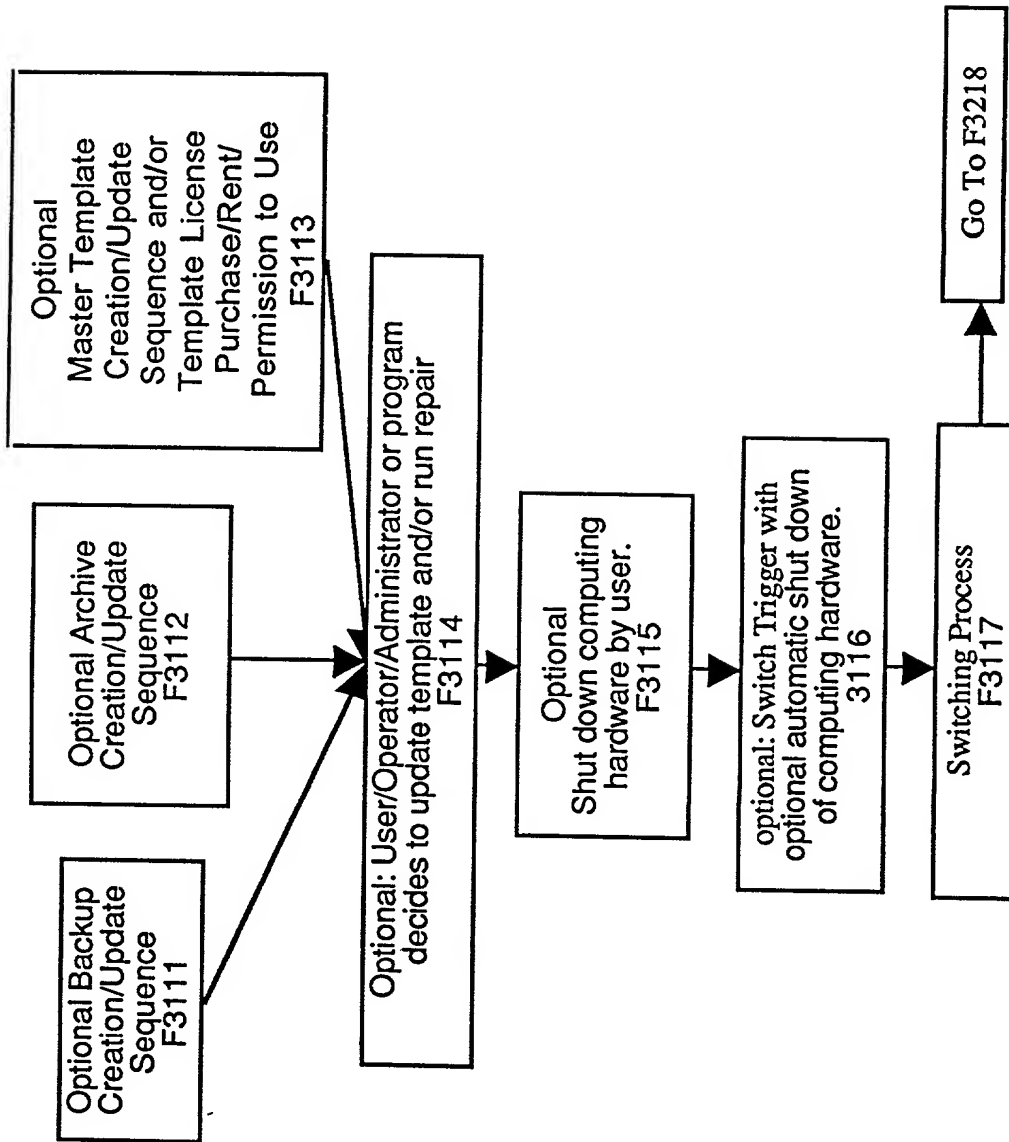 Optional Backup
Creation/Update
Sequence
F3111
Optional Archive
Creation/Update
Sequence
F3112
Optional
Master Template
Creation/Update
Sequence and/or
Template License
Purchase/Rent/
Permission to Use
F3113
Optional: User/Operator/Administrator or program
decides to update template and/or run repair
F3114
Optional
Shut down computing
hardware by user.
F3115
optional: Switch Trigger with
optional automatic shut down
of computing hardware.
3116
Switching Process
F3117
Go To F3218